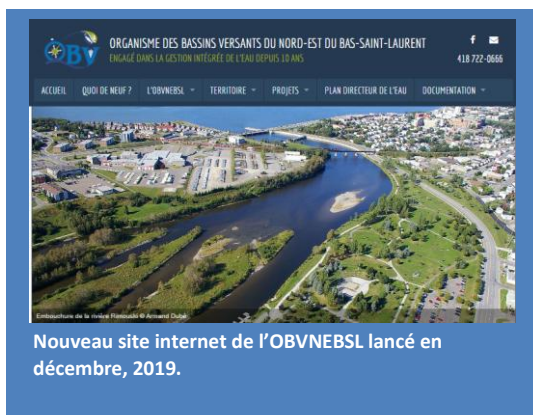 OBV
ORGANISME DES BASSINS VERSANTS DU NORD-EST DU BAS-SAINT-LAURENT
ENGAGÉ DANS LA GESTION INTÉGRÉE DE L'EAU DEPUIS 10 ANS
418 722-0666
ACCUEIL QUOI DE NEUF ? L'OBVNEBSL TERRITOIRE PROJETS PLAN DIRECTEUR DE L'EAU DOCUMENTATION
Embouchure de la rivière Rimouski © Armand Dubé
Nouveau site internet de l'OBVNEBSL lancé en
décembre, 2019.